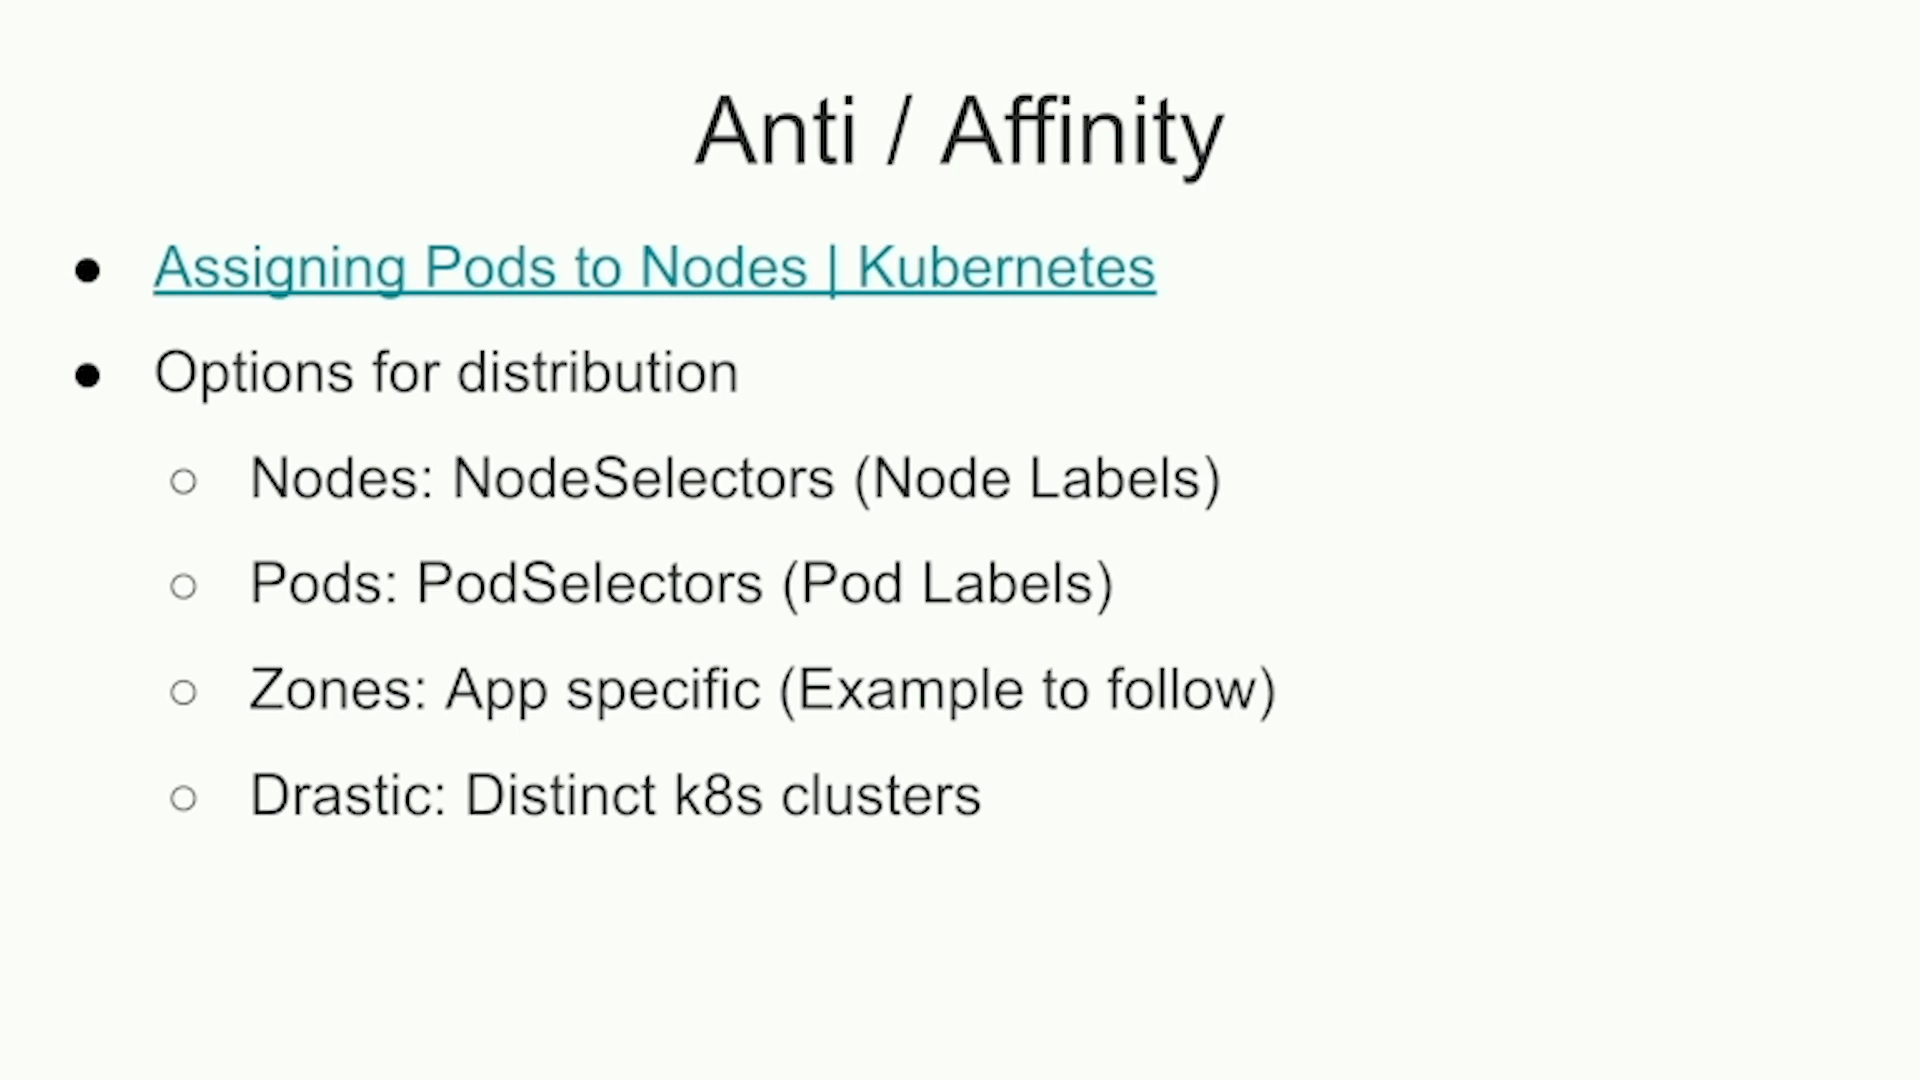 Anti / Affinity
● Assigning Pods to Nodes | Kubernetes
● Options for distribution
○ Nodes: NodeSelectors (Node Labels)
○ Pods: PodSelectors (Pod Labels)
○ Zones: App specific (Example to follow)
○ Drastic: Distinct k8s clusters